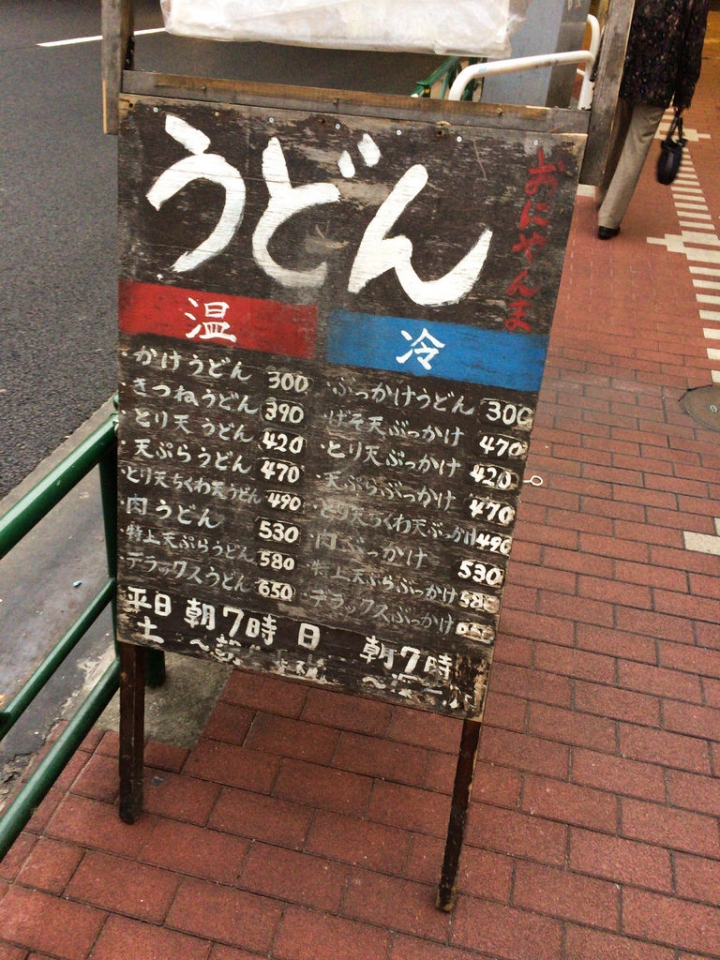 うどん
おにやんま
温
冷
・かけうどん 300
・きつねうどん 390
・とり天うどん 420
・天ぷらうどん 470
・とり天ちくわ天うどん 490
・肉うどん 530
・特上天ぷらうどん 580
・デラックスうどん 650
・ぶっかけうどん 300
・げそ天ぶっかけ 470
・とり天ぶっかけ 420
・天ぷらぶっかけ 470
・とり天ちくわ天ぶっかけ 490
・肉ぶっかけ 530
・特上天ぷらぶっかけ 580
・デラックスぶっかけ
平日 朝7時 日 朝7時
土